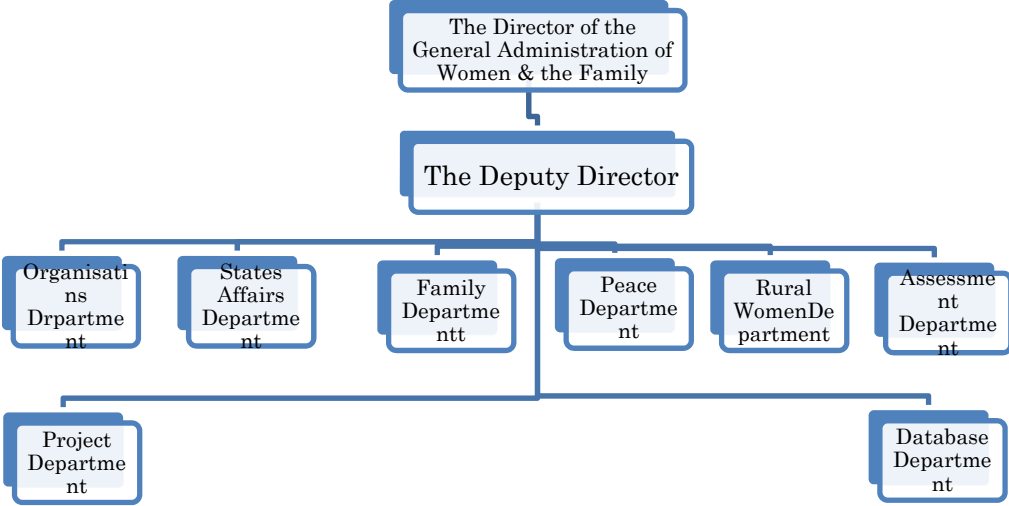 The Director of the
General Administration of
Women & the Family
The Deputy Director
Organisati
ns
Drpartme
nt
States
Affairs
Departme
nt
Family
Departme
ntt
Peace
Departme
nt
Rural
WomenDe
partment
Assessme
nt
Departme
nt
Project
Departme
nt
Database
Departme
nt